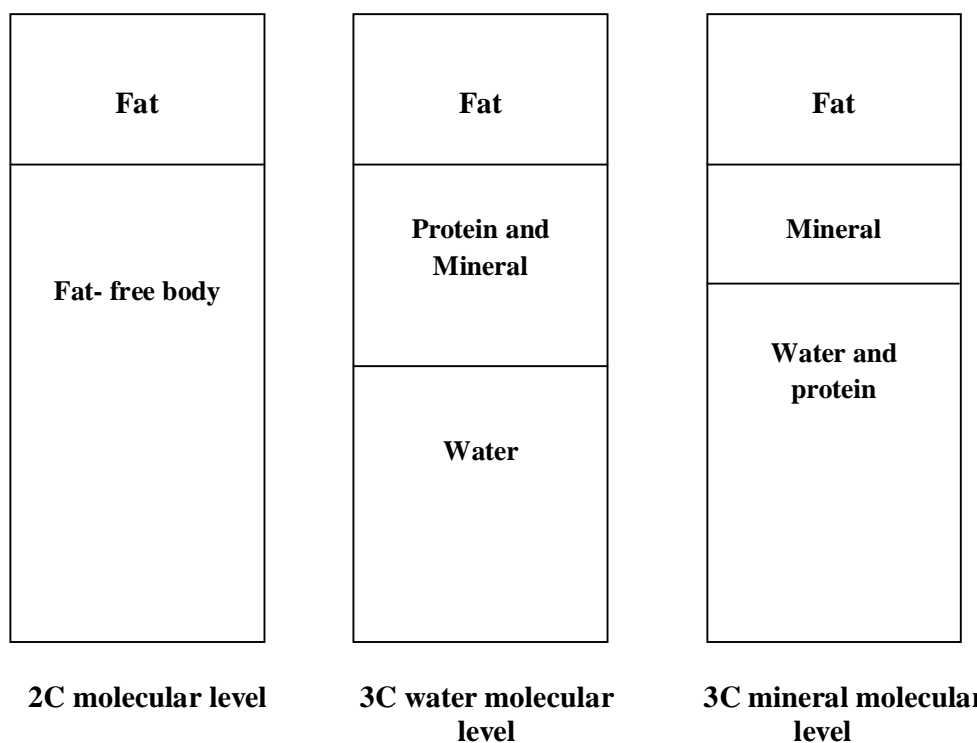 Fat
Fat- free body
2C molecular level
Fat
Protein and
Mineral
Water
3C water molecular
level
Fat
Mineral
Water and
protein
3C mineral molecular
level